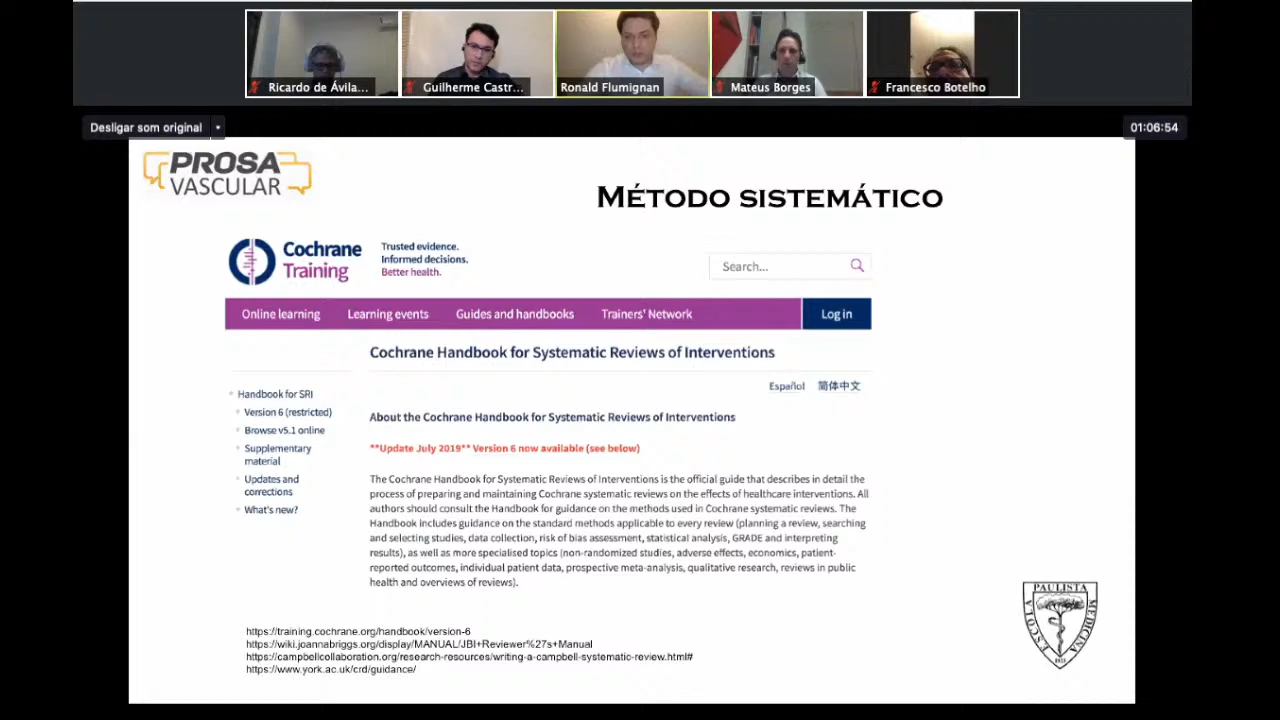 Ricardo de Ávila...
Guilherme Castr...
Ronald Flumignan
Mateus Borges
Francesco Botelho
Desligar som original
01:06:54
PROSA
VASCULAR
MÉTODO SISTEMÁTICO
Cochrane
Training
Trusted evidence.
Informed decisions.
Better health.
Search...
Online learning
Learning events
Guides and handbooks
Trainers' Network
Log in
Cochrane Handbook for Systematic Reviews of Interventions
Español
简体中文
Handbook for SRI
Version 6 (restricted)
Browse v5.1 online
Supplementary
material
Updates and
corrections
What's new?
About the Cochrane Handbook for Systematic Reviews of Interventions
**Update July 2019** Version 6 now available (see below)
The Cochrane Handbook for Systematic Reviews of Interventions is the official guide that describes in detail the
process of preparing and maintaining Cochrane systematic reviews on the effects of healthcare interventions. All
authors should consult the Handbook for guidance on the methods used in Cochrane systematic reviews. The
Handbook includes guidance on the standard methods applicable to every review (planning a review, searching
and selecting studies, data collection, risk of bias assessment, statistical analysis, GRADE and interpreting
results), as well as more specialised topics (non-randomized studies, adverse effects, economics, patient-
reported outcomes, individual patient data, prospective meta-analysis, qualitative research, reviews in public
health and overviews of reviews).
https://training.cochrane.org/handbook/version-6
https://wiki.joannabriggs.org/display/MANUAL/JBI+Reviewer%27s+Manual
https://campbellcollaboration.org/research-resources/writing-a-campbell-systematic-review.html#
https://www.york.ac.uk/crd/guidance/
ESCOLA
PAULISTA
MEDICINA
1933